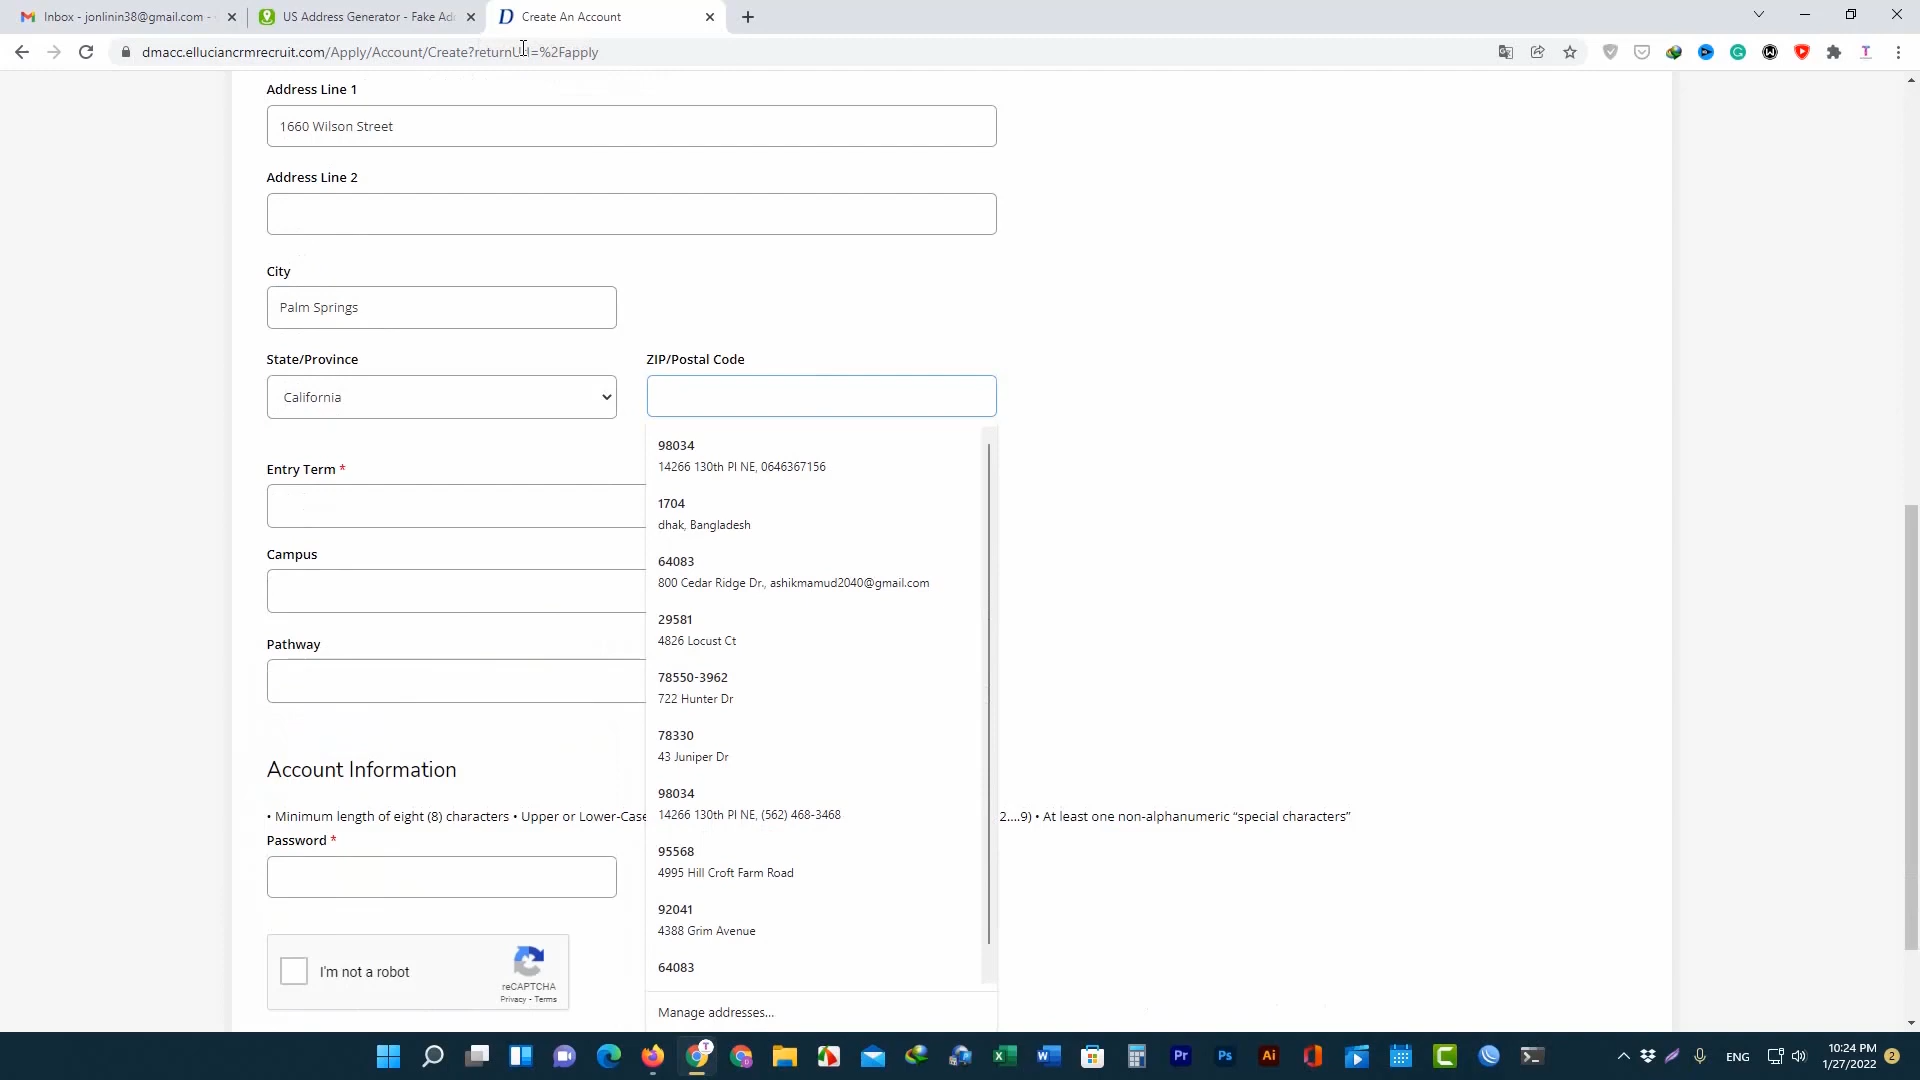 Inbox - jonlinin38@gmail.com -
US Address Generator - Fake Ad
Create An Account
dmacc.elluciancrmrecruit.com/Apply/Account/Create?returnUrl=%2Fapply
Address Line 1
1660 Wilson Street
Address Line 2
City
Palm Springs
State/Province
ZIP/Postal Code
California
98034
14266 130th Pl NE, 0646367156
Entry Term *
1704
dhak, Bangladesh
Campus
64083
800 Cedar Ridge Dr., ashikmamud2040@gmail.com
29581
4826 Locust Ct
Pathway
78550-3962
722 Hunter Dr
78330
43 Juniper Dr
Account Information
98034
14266 130th Pl NE, (562) 468-3468
• Minimum length of eight (8) characters • Upper or Lower-Case 2....9) • At least one non-alphanumeric “special characters”
Password *
95568
4995 Hill Croft Farm Road
92041
4388 Grim Avenue
64083
I'm not a robot
reCAPTCHA
Privacy - Terms
Manage addresses...
ENG
10:24 PM
1/27/2022
2